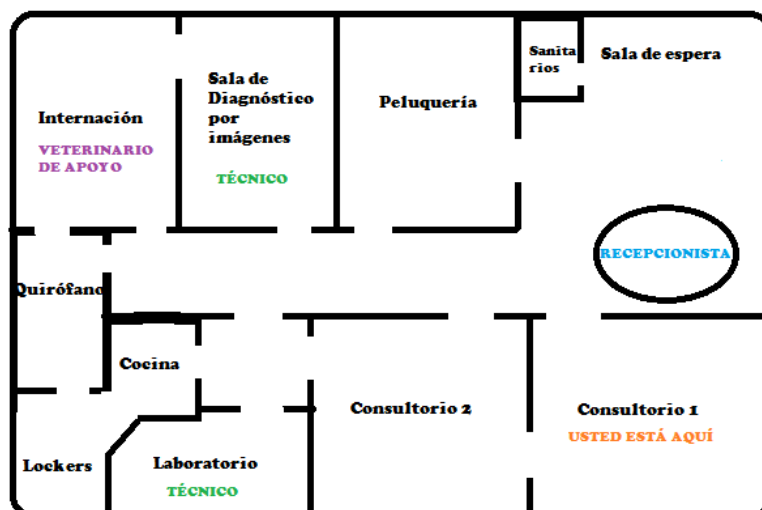 Sanita
rios
Sala de espera
Sala de
Diagnóstico
por
imágenes
Peluquería
Internación
VETERINARIO
DE APOYO
TÉCNICO
RECEPCIONISTA
Quirófano
Cocina
Consultorio 2
Consultorio 1
USTED ESTÁ AQUÍ
Lockers
Laboratorio
TÉCNICO